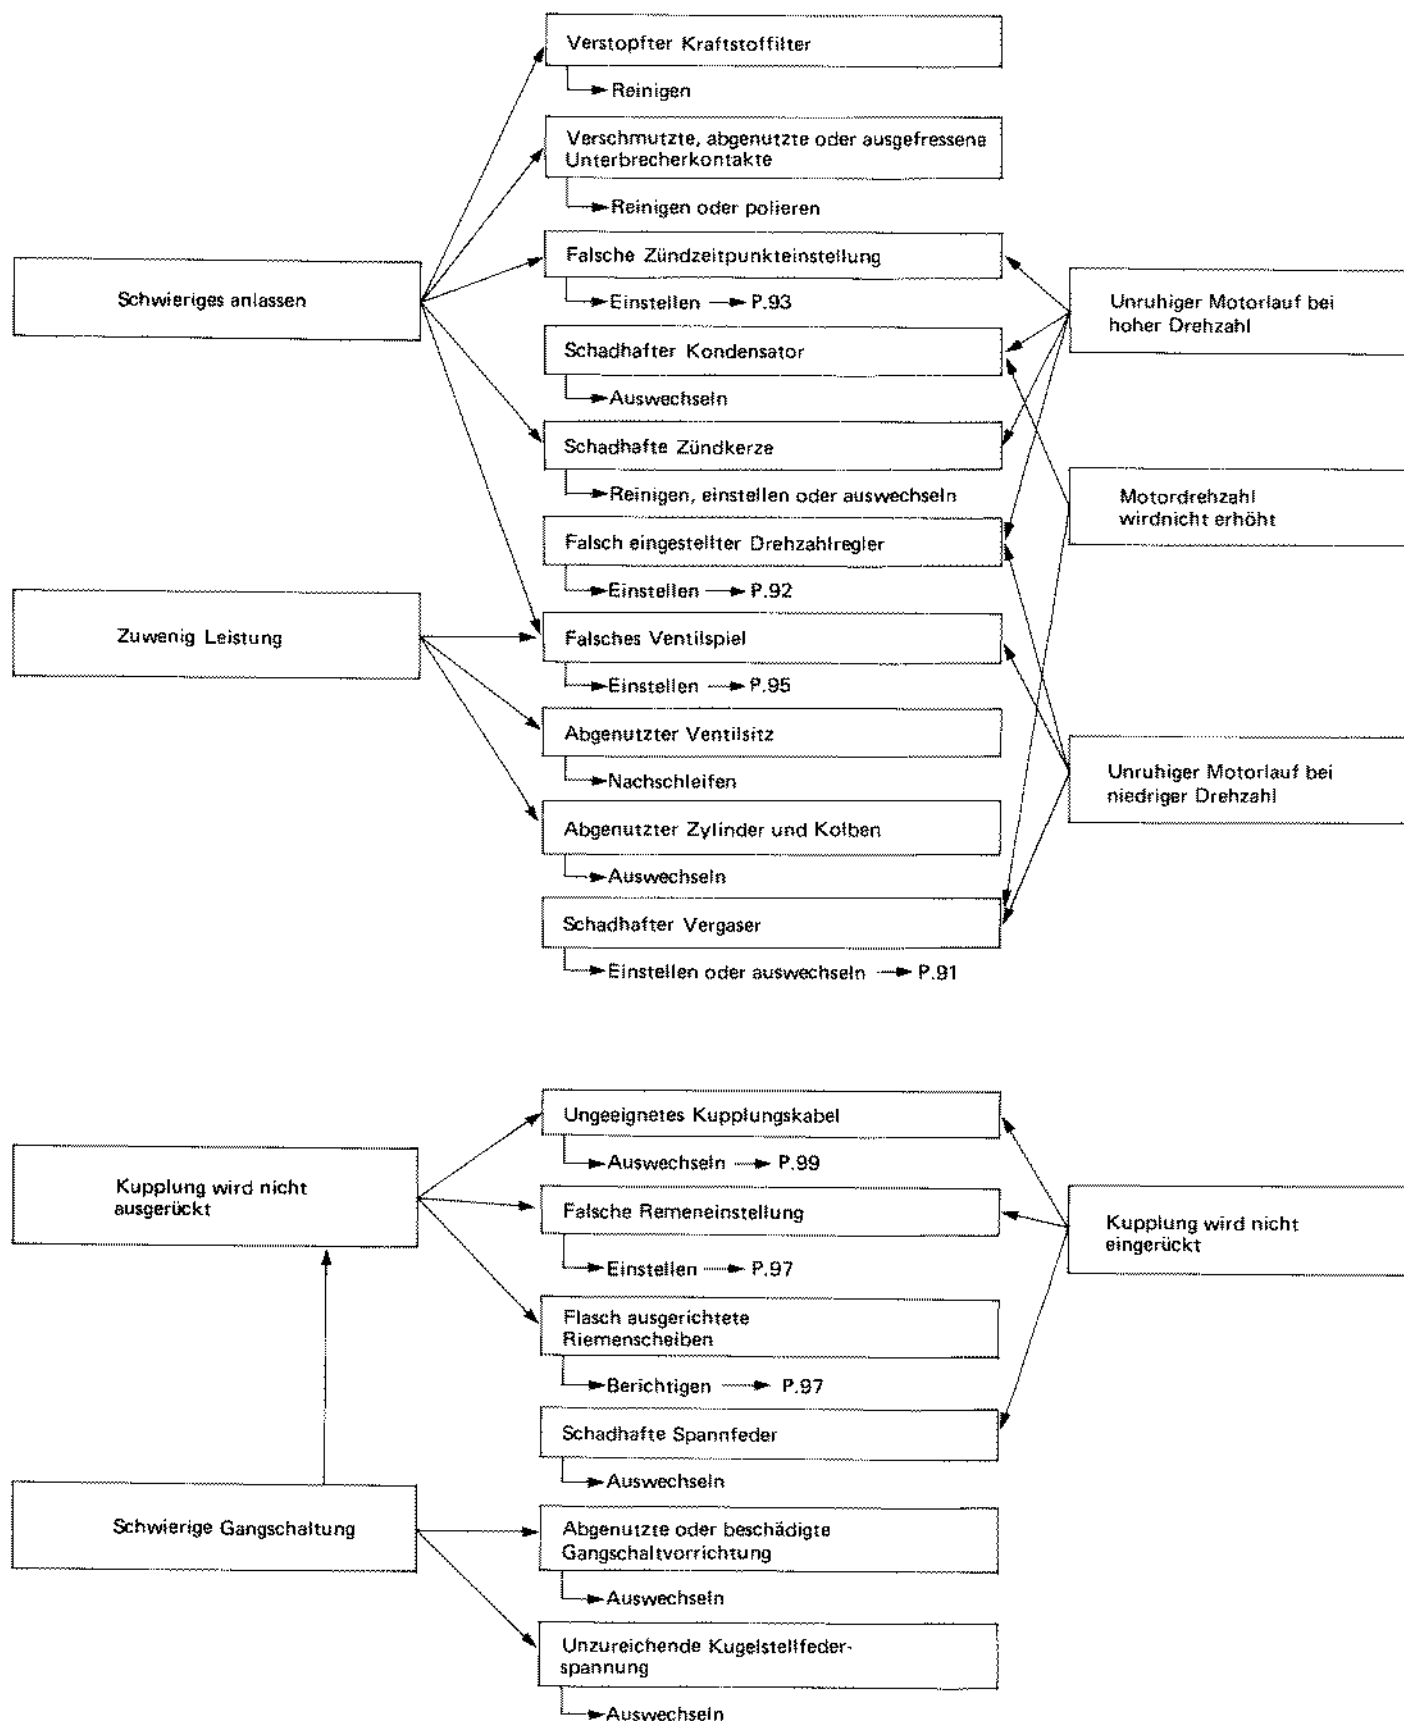 Verstopfter Kraftstoffilter
Reinigen
Verschmutzte, abgenutzte oder ausgefressene
Unterbrecherkontakte
Reinigen oder polieren
Schwieriges anlassen
Falsche Zündzeitpunkteinstellung
Einstellen P.93
Unruhiger Motorlauf bei
hoher Drehzahl
Schadhafter Kondensator
Auswechseln
Schadhafte Zündkerze
Reinigen, einstellen oder auswechseln
Motordrehzahl
wirdnicht erhöht
Falsch eingestellter Drehzahlregler
Einstellen P.92
Zuwenig Leistung
Falsches Ventilspiel
Einstellen P.95
Abgenutzter Ventilsitz
Nachschleifen
Unruhiger Motorlauf bei
niedriger Drehzahl
Abgenutzter Zylinder und Kolben
Auswechseln
Schadhafter Vergaser
Einstellen oder auswechseln P.91
Ungeeignetes Kupplungskabel
Auswechseln P.99
Kupplung wird nicht
ausgerückt
Falsche Remeneinstellung
Einstellen P.97
Kupplung wird nicht
eingerückt
Flasch ausgerichtete
Riemenscheiben
Berichtigen P.97
Schadhafte Spannfeder
Auswechseln
Schwierige Gangschaltung
Abgenutzte oder beschädigte
Gangschaltvorrichtung
Auswechseln
Unzureichende Kugelstellfeder-
spannung
Auswechseln